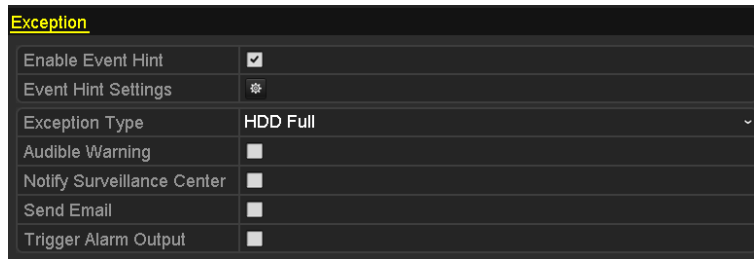 Exception
Enable Event Hint
Event Hint Settings
Exception Type HDD Full
Audible Warning
Notify Surveillance Center
Send Email
Trigger Alarm Output